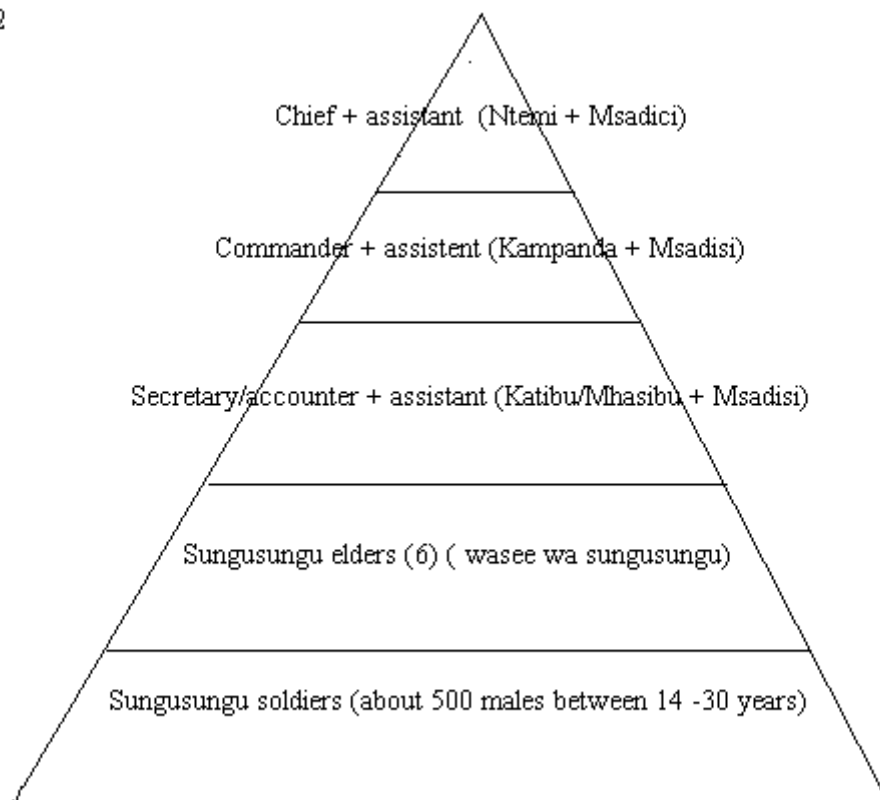 2
Chief + assistant (Ntemi + Msadici)
Commander + assistent (Kampanda + Msadisi)
Secretary/accounter + assistant (Katibu/Mhasibu + Msadisi)
Sungusungu elders (6) ( wasee wa sungusungu)
Sungusungu soldiers (about 500 males between 14 -30 years)